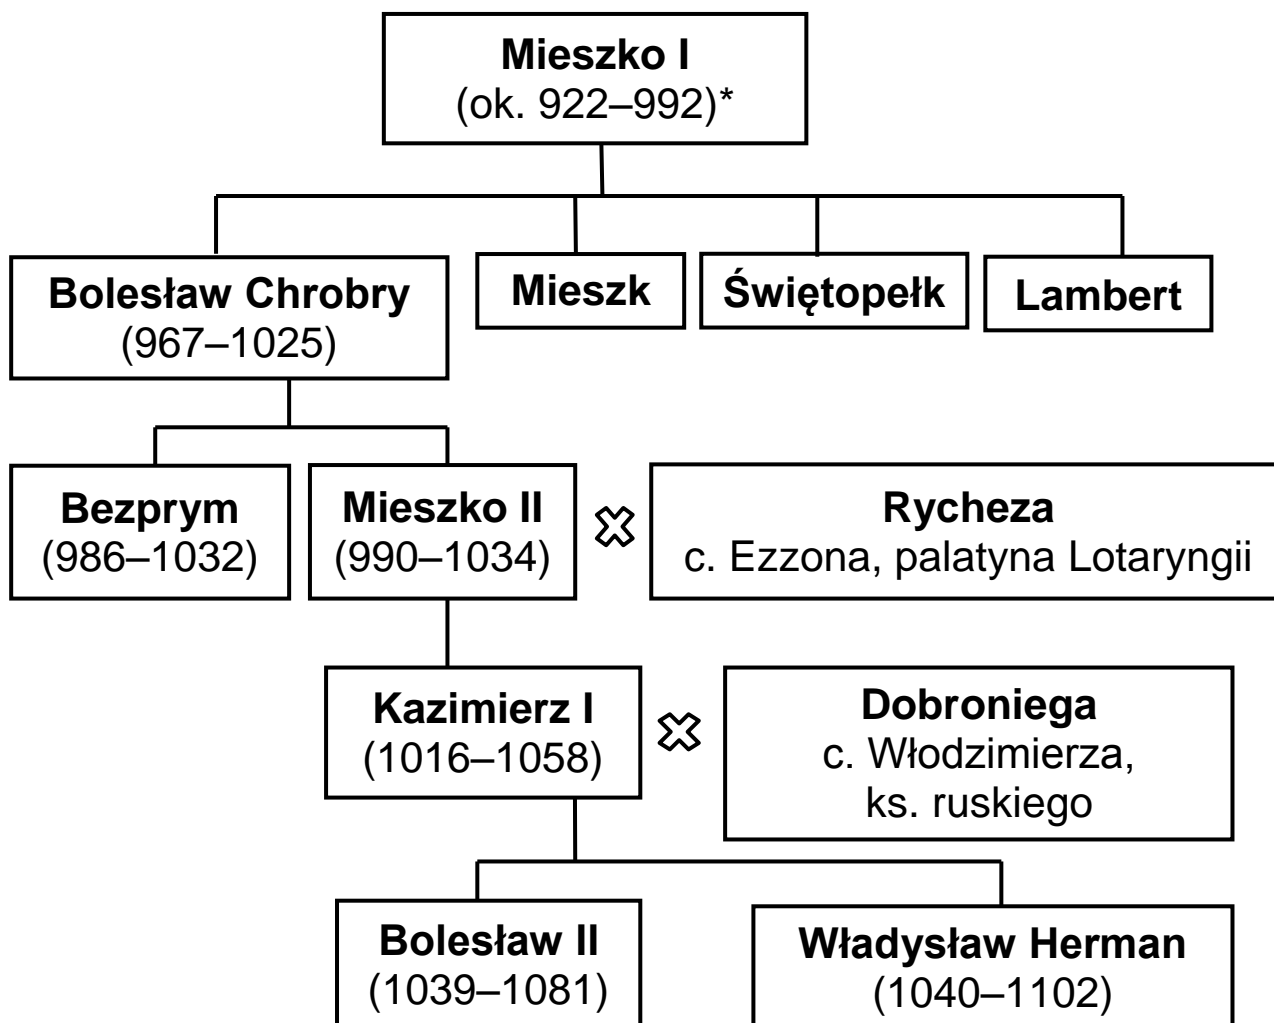 Mieszko I
(ok. 922–992)*
Bolesław Chrobry
(967–1025)
Mieszk
Świętopełk
Lambert
Bezprym
(986–1032)
Mieszko II
(990–1034)
Rycheza
c. Ezzona, palatyna Lotaryngii
Kazimierz I
(1016–1058)
Dobroniega
c. Włodzimierza,
ks. ruskiego
Bolesław II
(1039–1081)
Władysław Herman
(1040–1102)